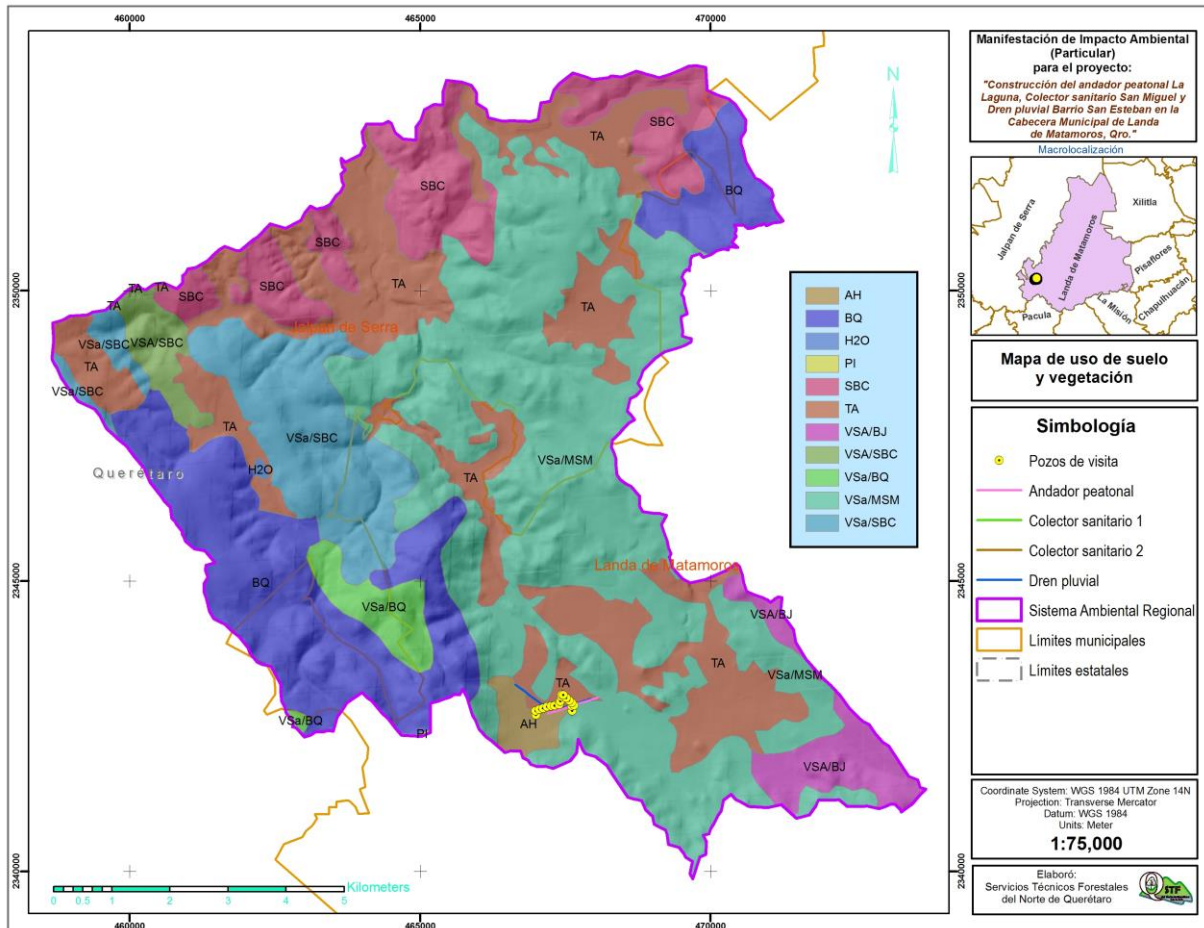 460000
465000
470000
2350000
2345000
2340000
2350000
2345000
2340000
460000
465000
470000
N
TA
SBC
BQ
SBC
SBC
TA
TA
SBC
SBC
TA
TA
TA
SBC
Jalpan de Serra
VSa/SBC
VSA/SBC
TA
VSa/SBC
TA
VSa/SBC
VSa/MSM
Querétaro
H2O
TA
Landa de Matamoros
BQ
VSa/BQ
VSA/BJ
TA
VSa/MSM
TA
AH
VSa/BQ
PI
VSA/BJ
Kilometers
0 0.5 1 2 3 4 5
AH
BQ
H2O
PI
SBC
TA
VSA/BJ
VSA/SBC
VSa/BQ
VSa/MSM
VSa/SBC
Manifestación de Impacto Ambiental
(Particular)
para el proyecto:
"Construcción del andador peatonal La
Laguna, Colector sanitario San Miguel y
Dren pluvial Barrio San Esteban en la
Cabecera Municipal de Landa
de Matamoros, Qro."
Macrolocalización
Jalpan de Serra
Xilitla
Landa de Matamoros
Pisaflores
Chapulhuacán
La Misión
Pacula
Mapa de uso de suelo
y vegetación
Simbología
Pozos de visita
Andador peatonal
Colector sanitario 1
Colector sanitario 2
Dren pluvial
Sistema Ambiental Regional
Límites municipales
Límites estatales
Coordinate System: WGS 1984 UTM Zone 14N
Projection: Transverse Mercator
Datum: WGS 1984
Units: Meter
1:75,000
Elaboró:
Servicios Técnicos Forestales
del Norte de Querétaro
STF